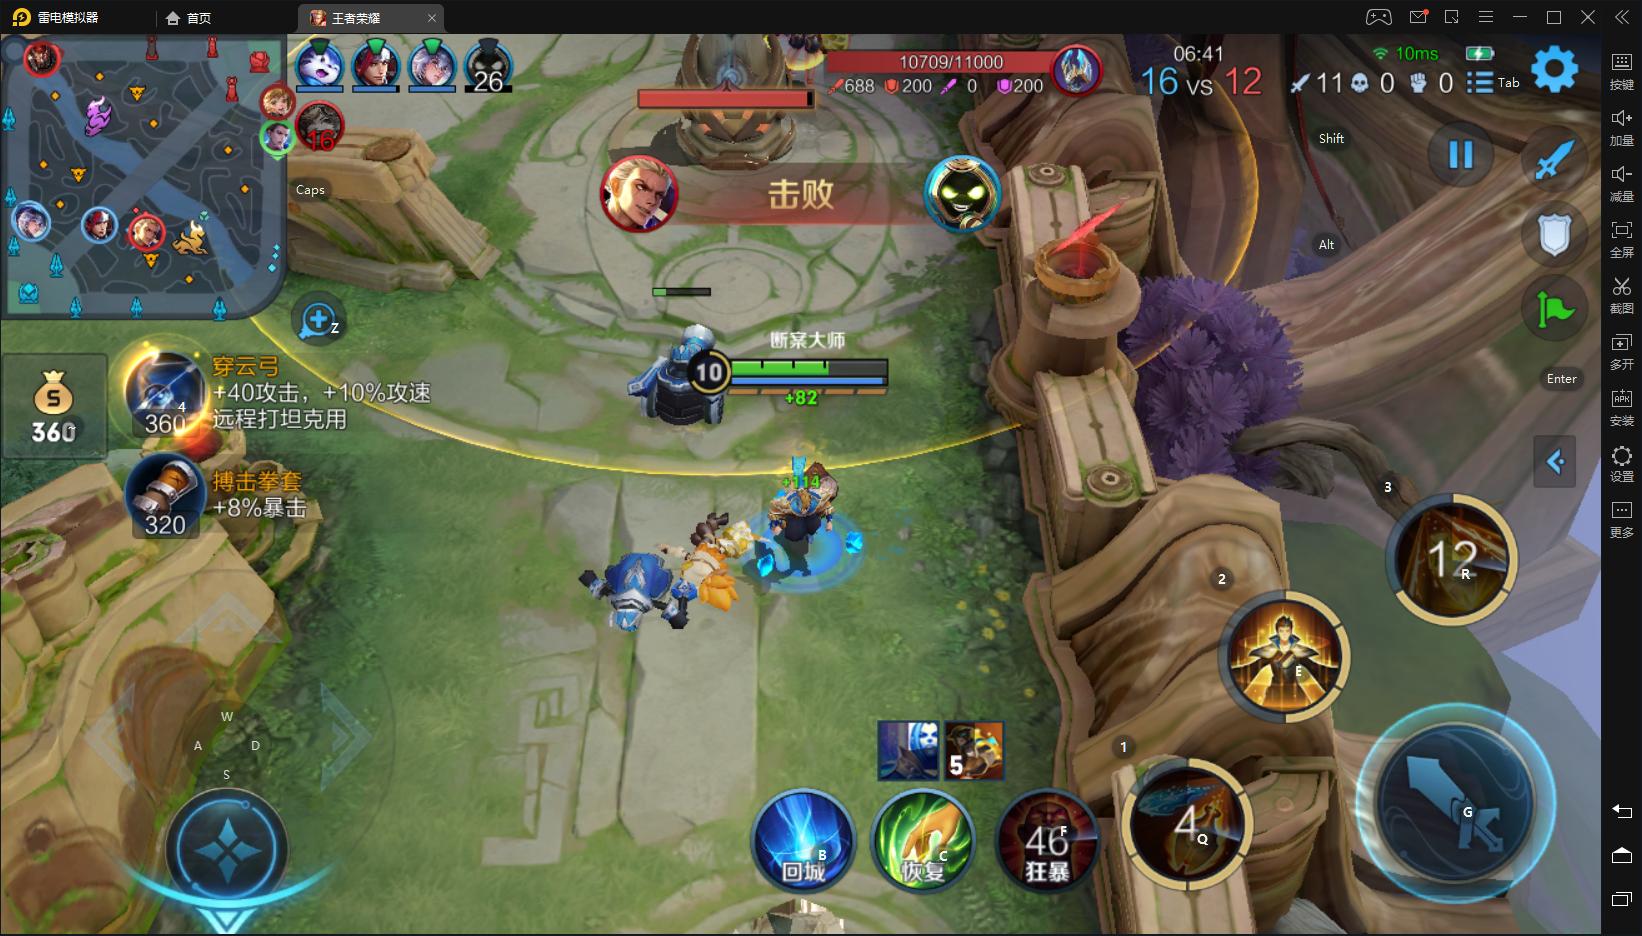 雷电模拟器
首页
王者荣耀
×
26
16
Caps
10709/11000
688 200 0 200
06:41
16 vs 12
10ms
11 0 0
Tab
Shift
Alt
Enter
击败
Z
360
穿云弓
+40攻击，+10%攻速
远程打坦克用
4
360
搏击拳套
+8%暴击
320
断案大师
10
+82
+114
W
A
D
S
5
B
回城
C
恢复
46
F
狂暴
1
4
Q
2
E
3
12
R
G
按键
加量
减量
全屏
截图
多开
APK
安装
设置
更多